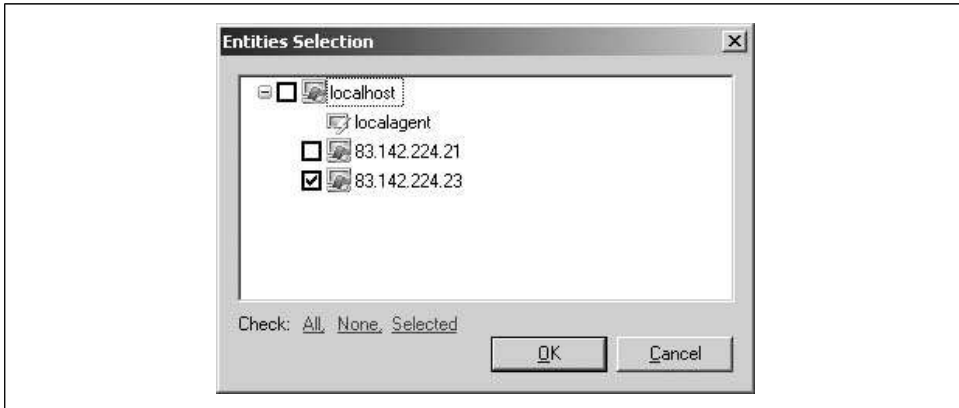 Entities Selection
localhost
localagent
83.142.224.21
83.142.224.23
Check: All, None, Selected
OK Cancel